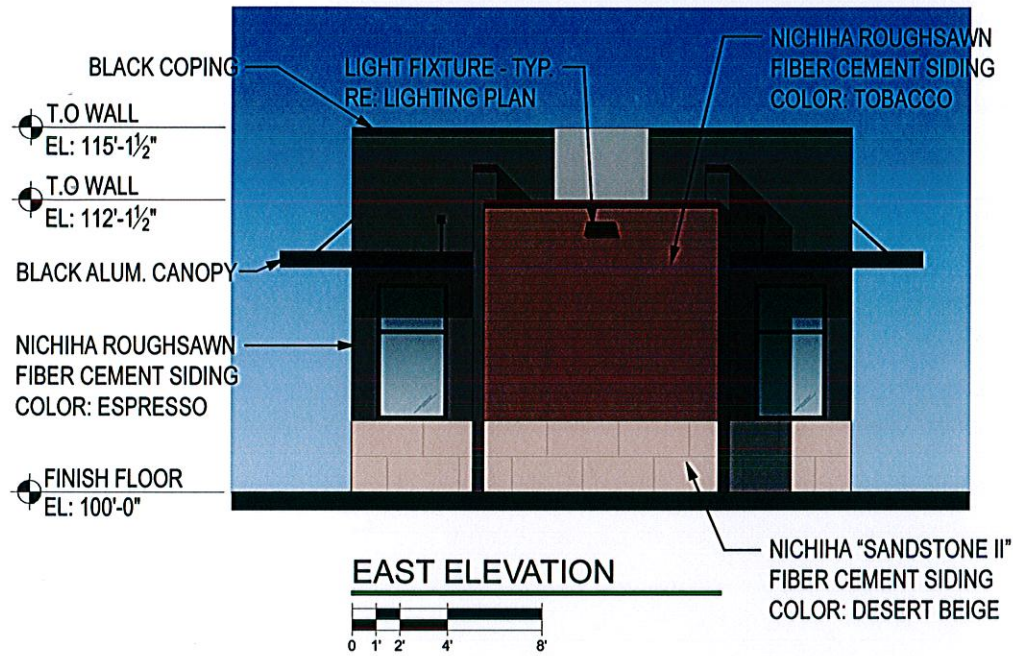 BLACK COPING
LIGHT FIXTURE - TYP.
RE: LIGHTING PLAN
NICHIHA ROUGHSAWN
FIBER CEMENT SIDING
COLOR: TOBACCO
T.O WALL
EL: 115'-1½"
T.O WALL
EL: 112'-1½"
BLACK ALUM. CANOPY
NICHIHA ROUGHSAWN
FIBER CEMENT SIDING
COLOR: ESPRESSO
FINISH FLOOR
EL: 100'-0"
NICHIHA "SANDSTONE II"
FIBER CEMENT SIDING
COLOR: DESERT BEIGE
EAST ELEVATION
0 1' 2' 4' 8'